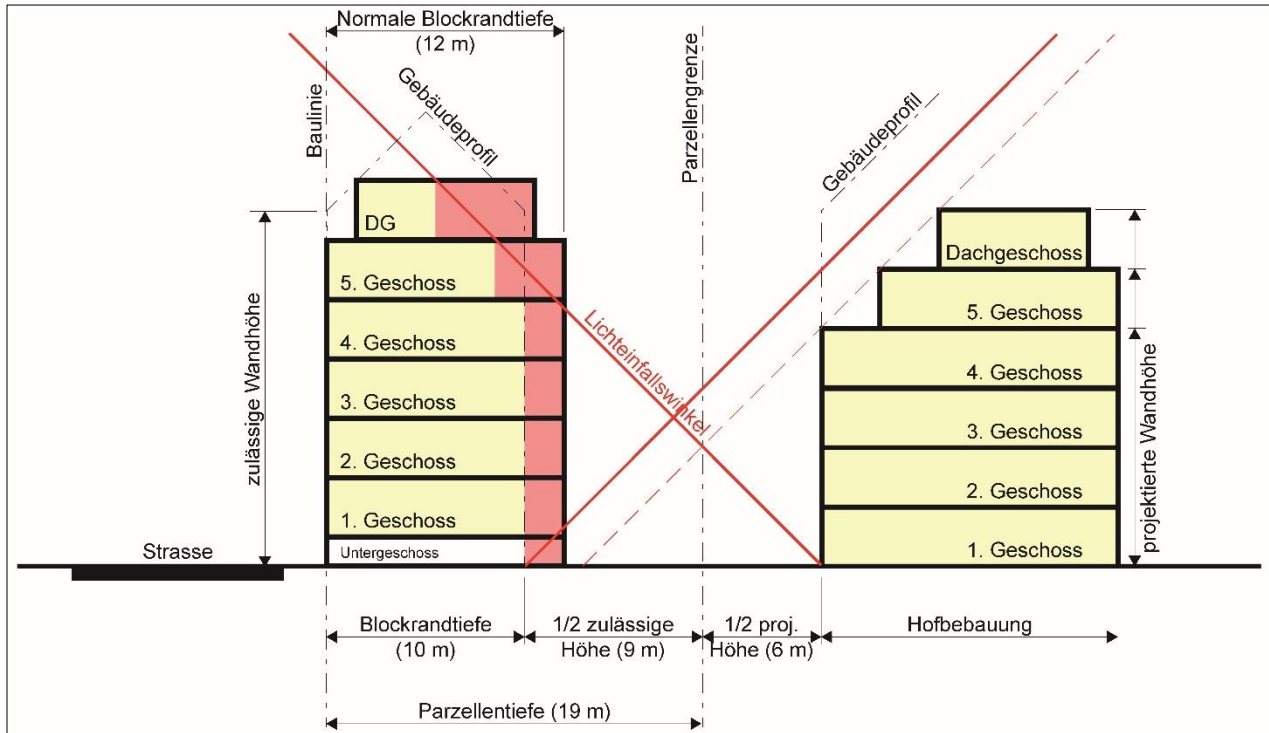 Normale Blockrandtiefe
(12 m)
Baulinie
Gebäudeprofil
Parzellengrenze
Gebäudeprofil
zulässige Wandhöhe
DG
5. Geschoss
4. Geschoss
3. Geschoss
2. Geschoss
1. Geschoss
Untergeschoss
Strasse
Lichteinfallswinkel
Dachgeschoss
5. Geschoss
4. Geschoss
3. Geschoss
2. Geschoss
1. Geschoss
projektierte Wandhöhe
Blockrandtiefe
(10 m)
1/2 zulässige
Höhe (9 m)
1/2 proj.
Höhe (6 m)
Hofbebauung
Parzellentiefe (19 m)